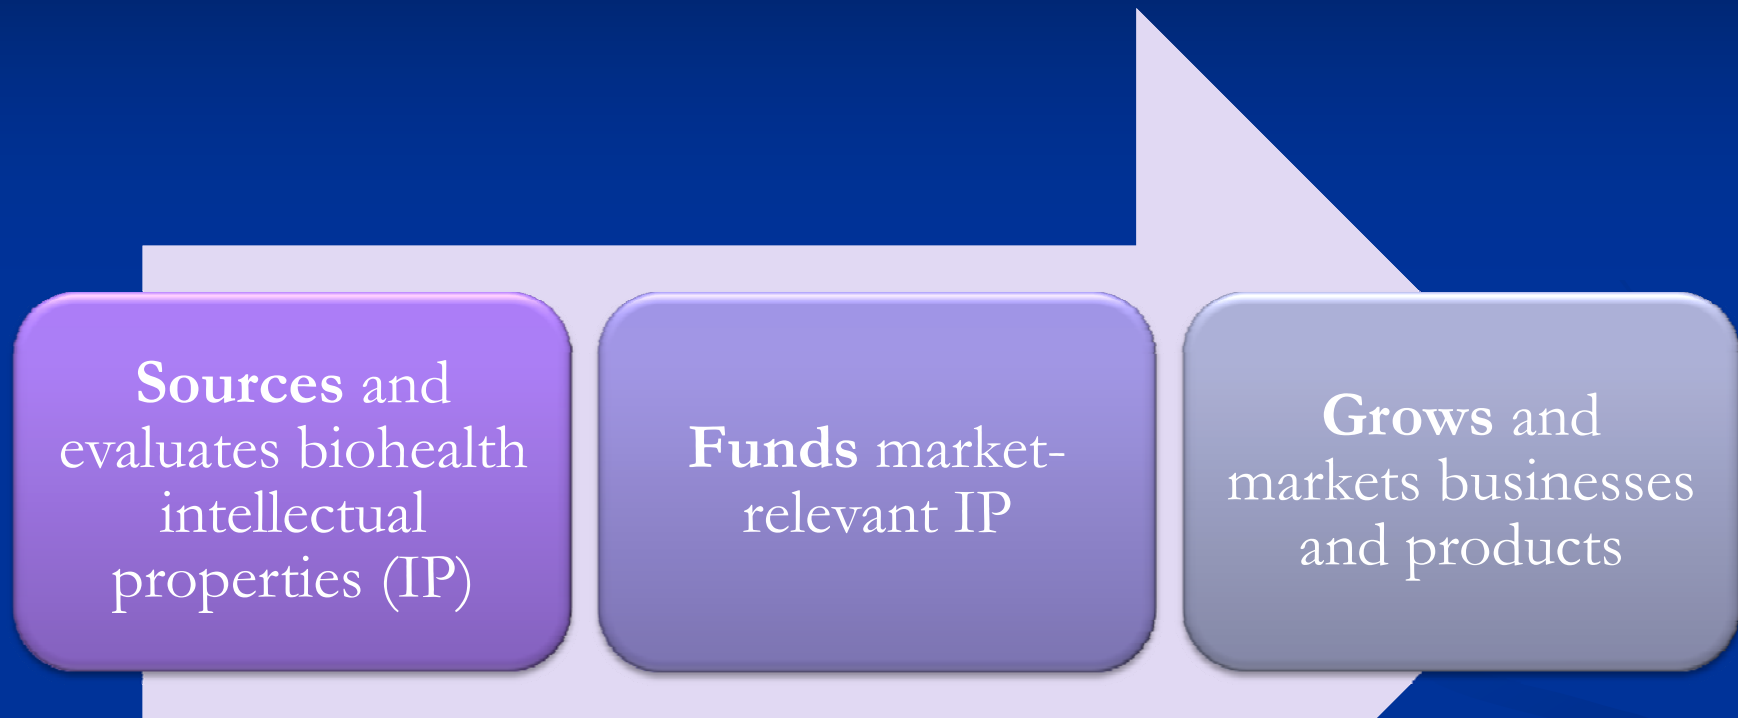 Sources and
evaluates biohealth
intellectual
properties (IP)
Funds market-
relevant IP
Grows and
markets businesses
and products